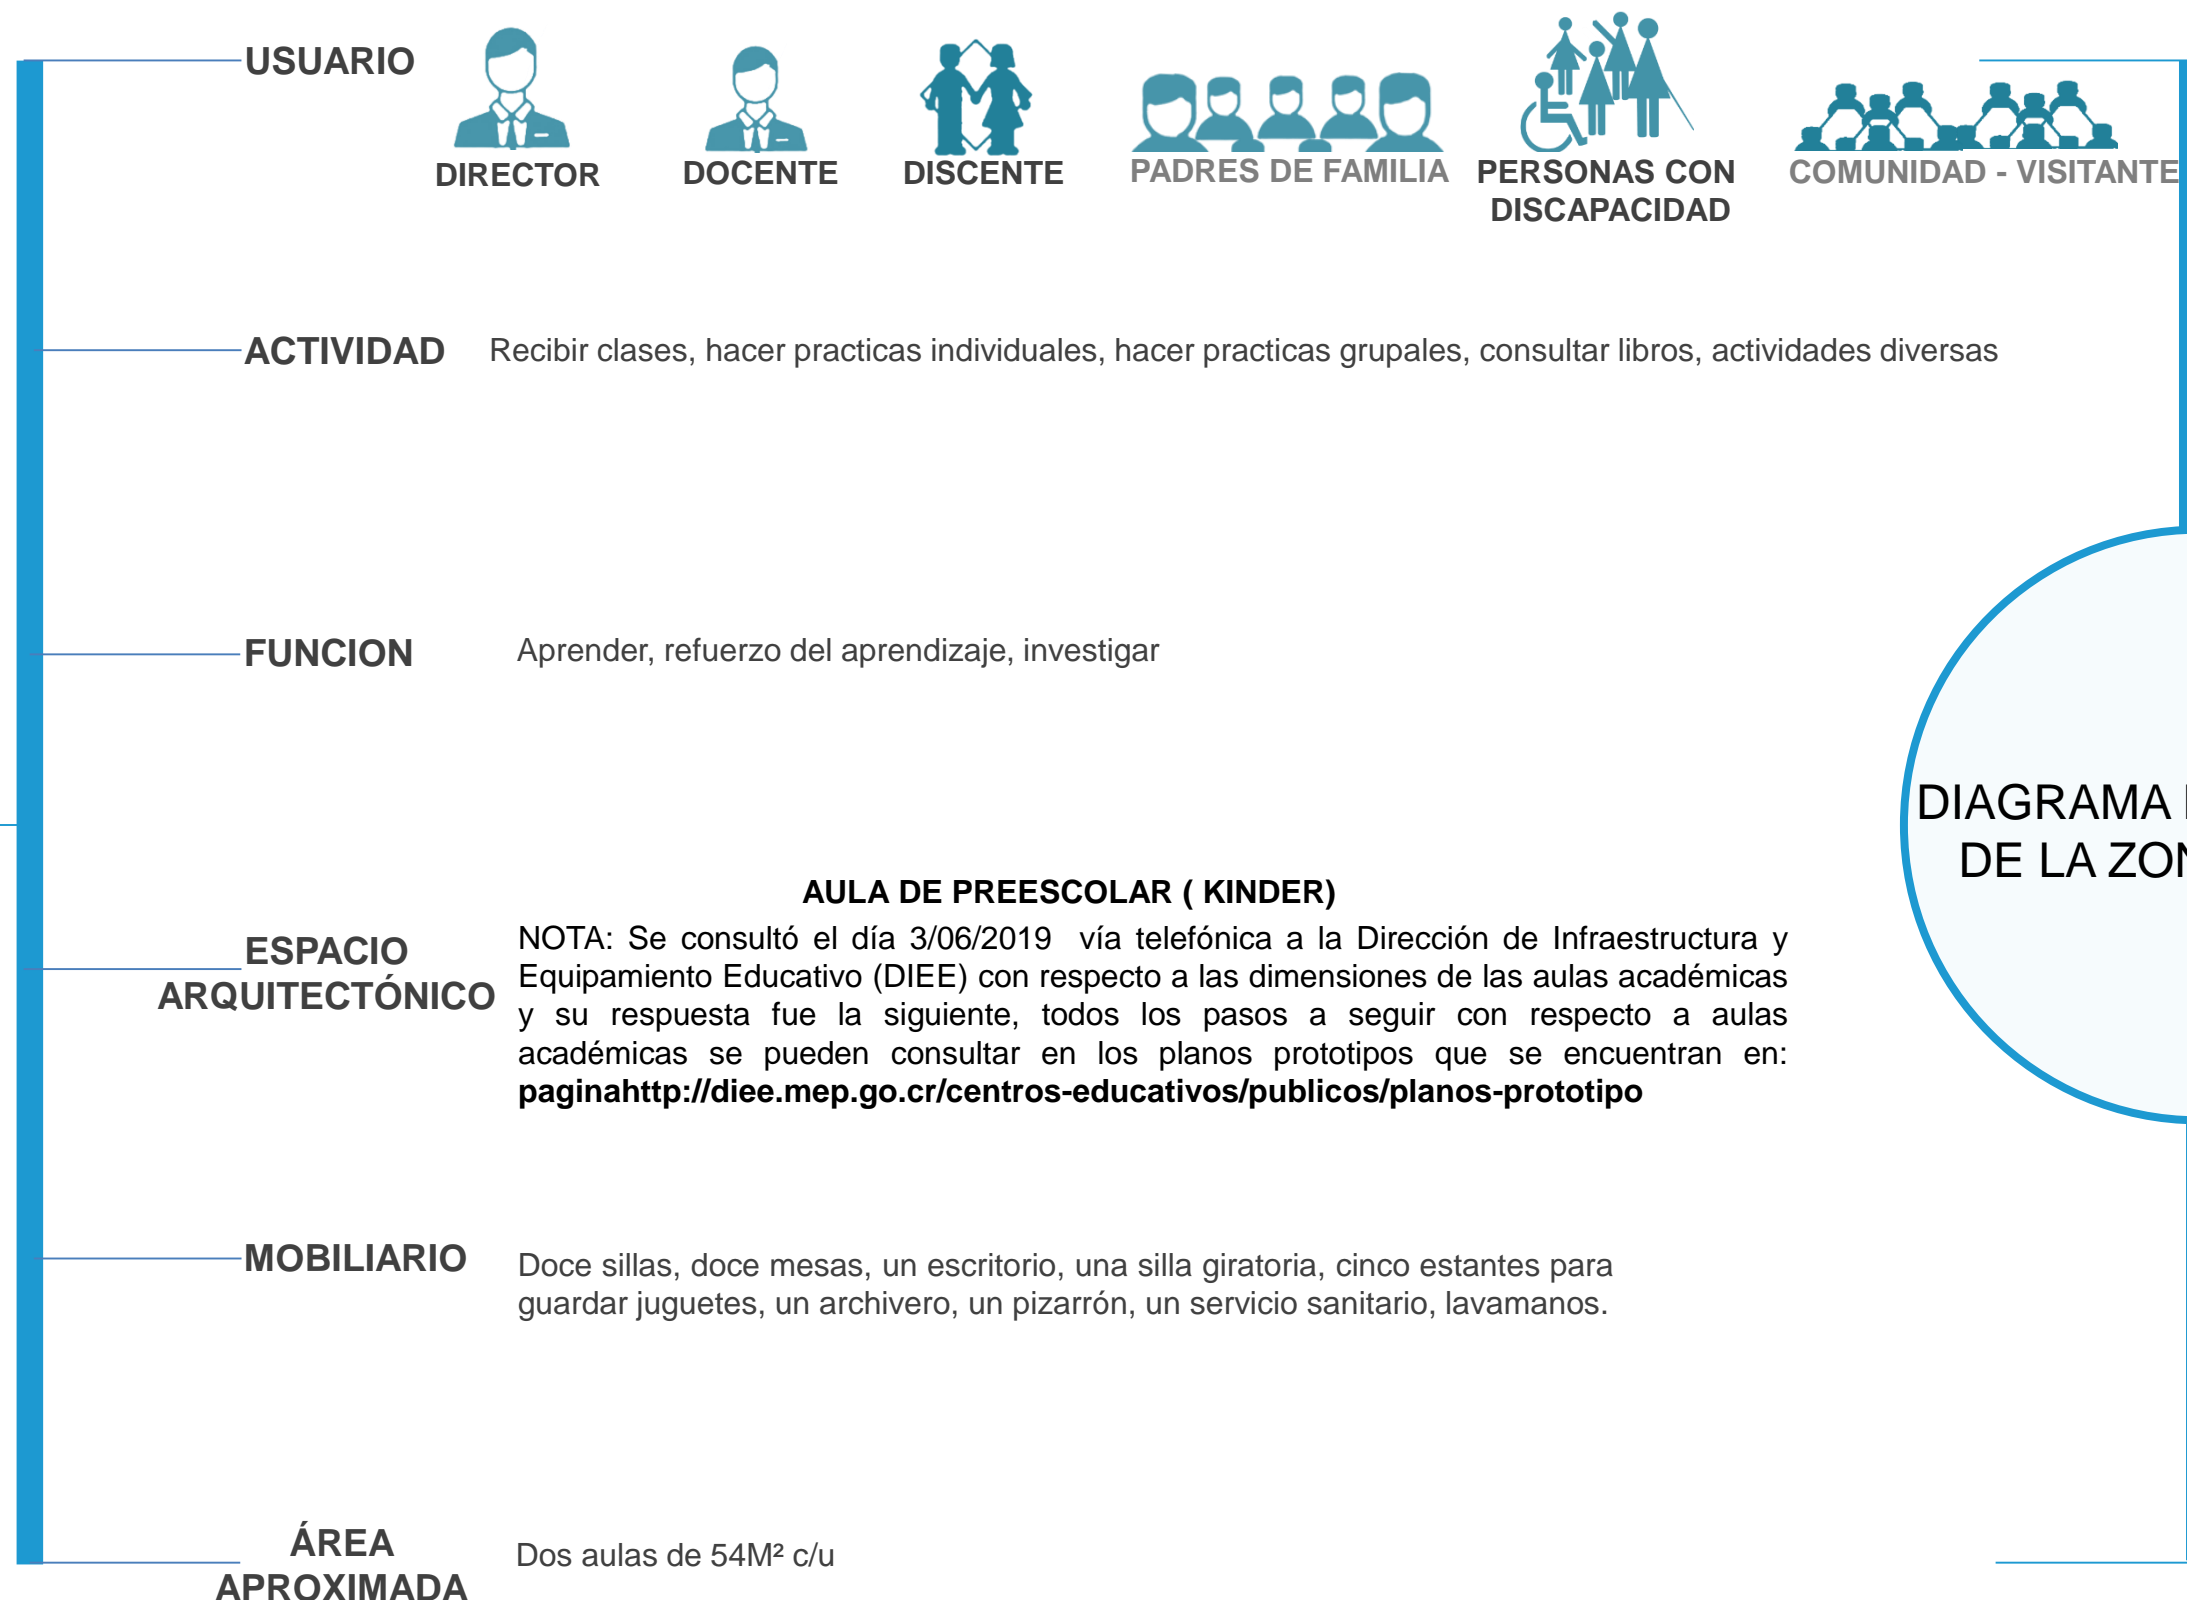 USUARIO
DIRECTOR
DOCENTE
DISCENTE
PADRES DE FAMILIA
PERSONAS CON
DISCAPACIDAD
COMUNIDAD - VISITANTE
ACTIVIDAD
Recibir clases, hacer practicas individuales, hacer practicas grupales, consultar libros, actividades diversas
FUNCION
Aprender, refuerzo del aprendizaje, investigar
DIAGRAMA
DE LA
ESPACIO
ARQUITECTÓNICO
AULA DE PREESCOLAR ( KINDER)
NOTA: Se consultó el día 3/06/2019 vía telefónica a la Dirección de Infraestructura y
Equipamiento Educativo (DIEE) con respecto a las dimensiones de las aulas académicas
y su respuesta fue la siguiente, todos los pasos a seguir con respecto a aulas
académicas se pueden consultar en los planos prototipos que se encuentran en:
paginahttp://diee.mep.go.cr/centros-educativos/publicos/planos-prototipo
MOBILIARIO
Doce sillas, doce mesas, un escritorio, una silla giratoria, cinco estantes para
guardar juguetes, un archivero, un pizarrón, un servicio sanitario, lavamanos.
ÁREA
APROXIMADA
Dos aulas de 54M² c/u